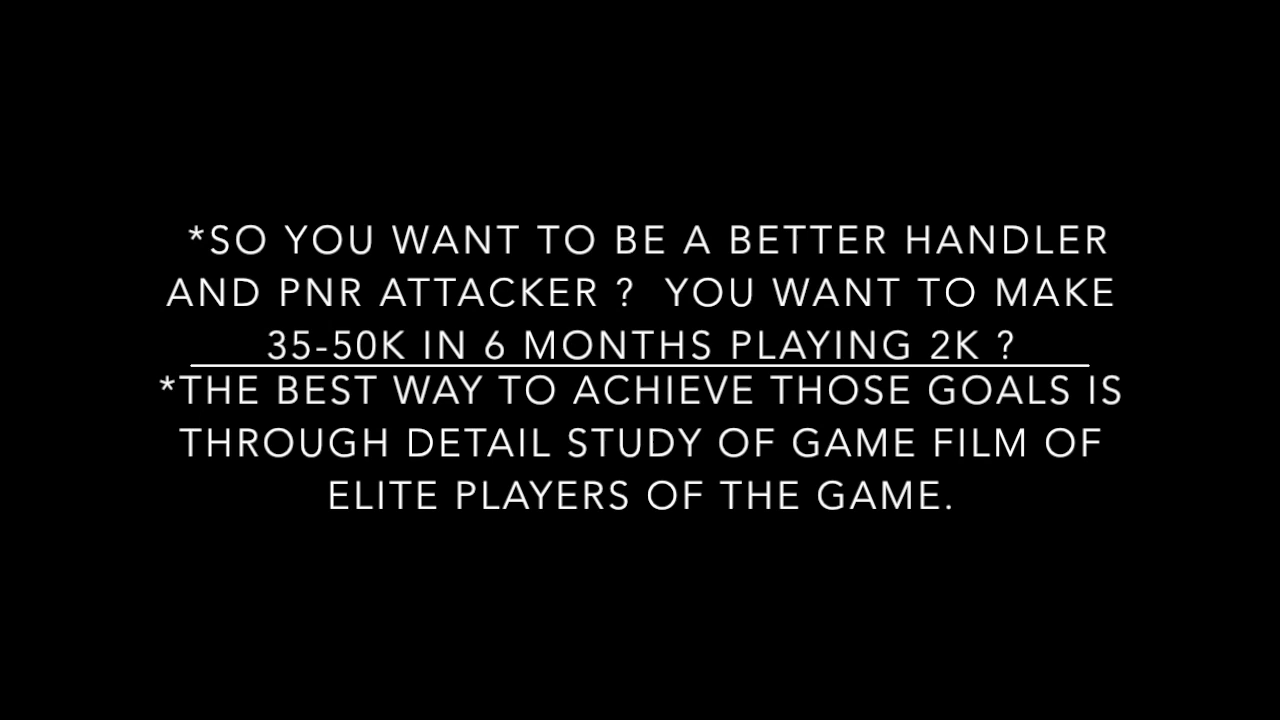 *SO YOU WANT TO BE A BETTER HANDLER
AND PNR ATTACKER ?  YOU WANT TO MAKE
35-50K IN 6 MONTHS PLAYING 2K ?
*THE BEST WAY TO ACHIEVE THOSE GOALS IS
THROUGH DETAIL STUDY OF GAME FILM OF
ELITE PLAYERS OF THE GAME.